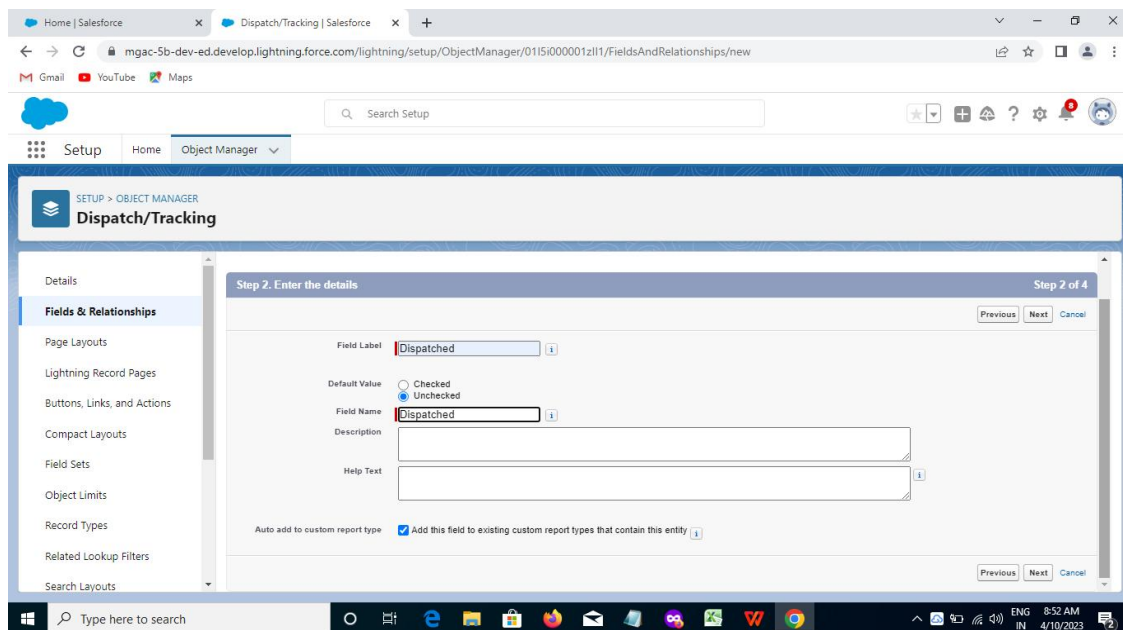 Home | Salesforce
Dispatch/Tracking | Salesforce
mgac-5b-dev-ed.develop.lightning.force.com/lightning/setup/ObjectManager/01I5i000001zII1/FieldsAndRelationships/new
Gmail YouTube Maps
Search Setup
8
Setup Home Object Manager
SETUP > OBJECT MANAGER
Dispatch/Tracking
Details
Fields & Relationships
Page Layouts
Lightning Record Pages
Buttons, Links, and Actions
Compact Layouts
Field Sets
Object Limits
Record Types
Related Lookup Filters
Search Layouts
Step 2. Enter the details Step 2 of 4
Previous Next Cancel
Field Label Dispatched i
Default Value Checked
Unchecked
Field Name Dispatched i
Description
Help Text i
Auto add to custom report type Add this field to existing custom report types that contain this entity i
Previous Next Cancel
Type here to search
ENG 8:52 AM
IN 4/10/2023 2